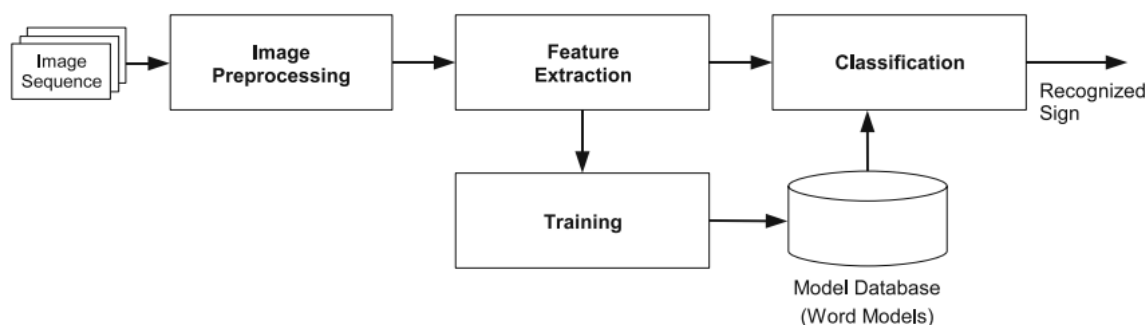 Image
Sequence
Image
Preprocessing
Feature
Extraction
Classification
Recognized
Sign
Training
Model Database
(Word Models)